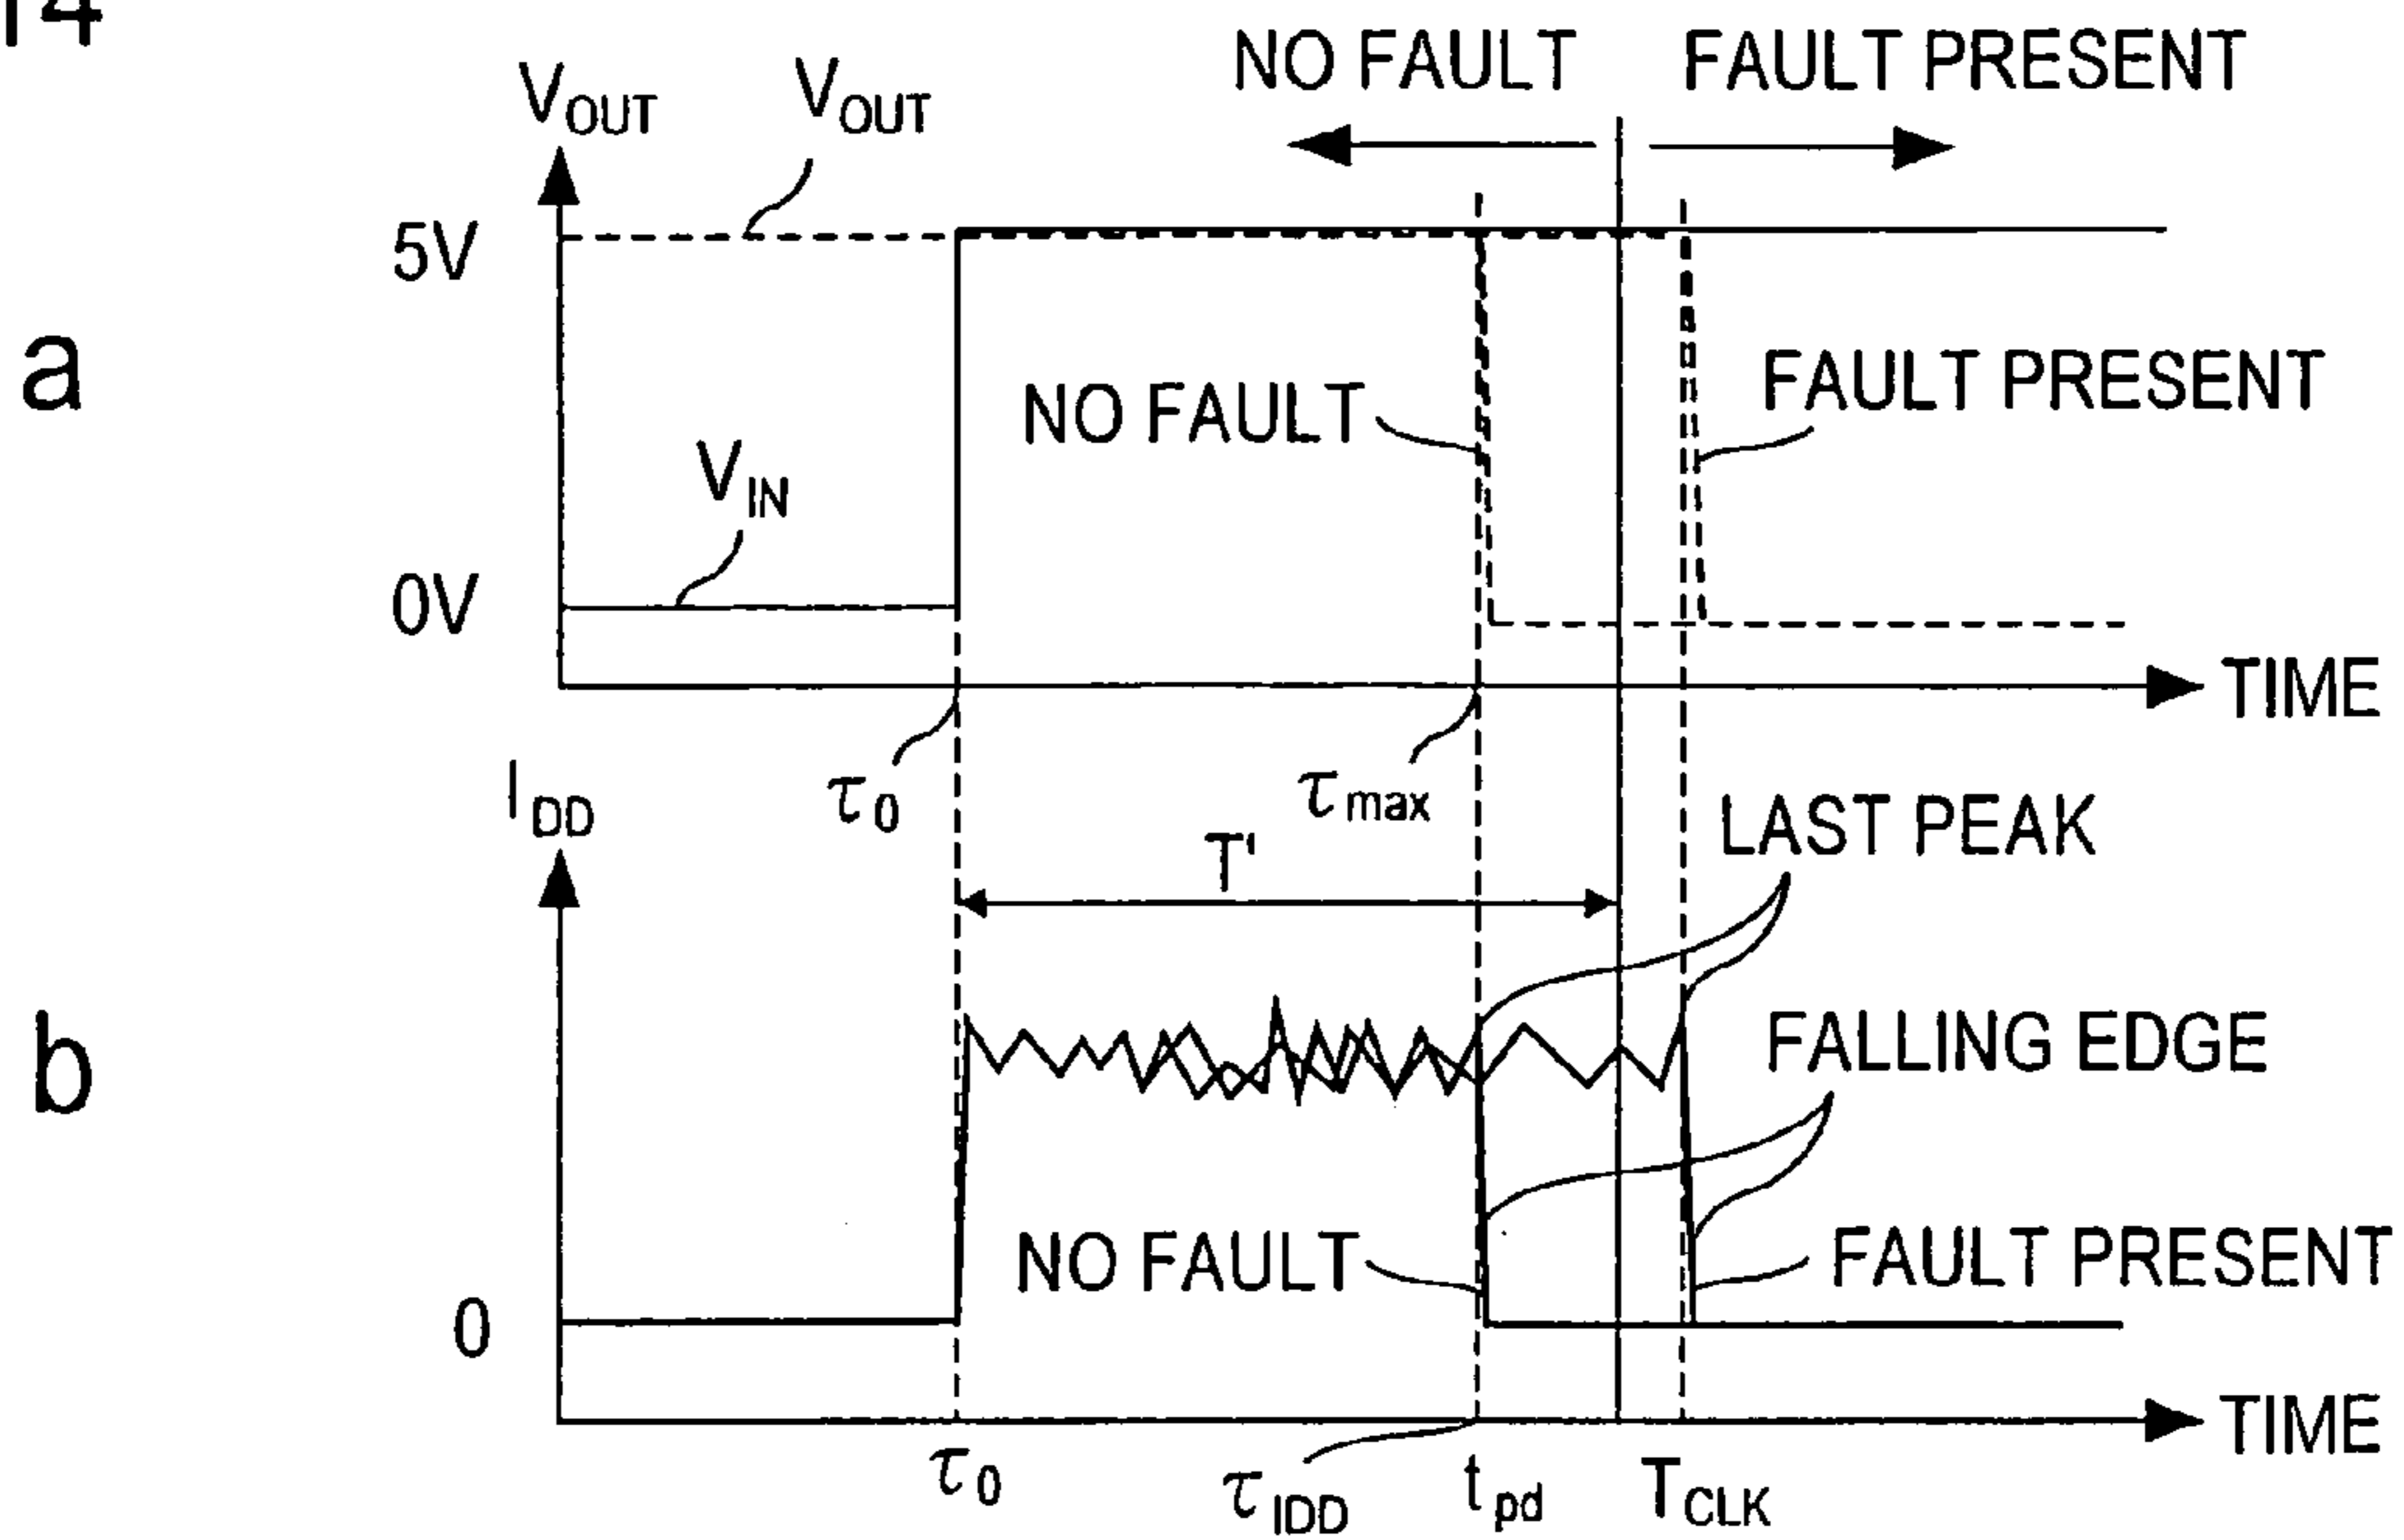 14
NO FAULT
FAULT PRESENT
V_OUT
V_OUT
5V
a
NO FAULT
FAULT PRESENT
V_IN
0V
TIME
τ_0
τ_max
I_DD
T'
LAST PEAK
b
FALLING EDGE
NO FAULT
FAULT PRESENT
0
TIME
τ_0
τ_IDD
t_pd
T_CLK